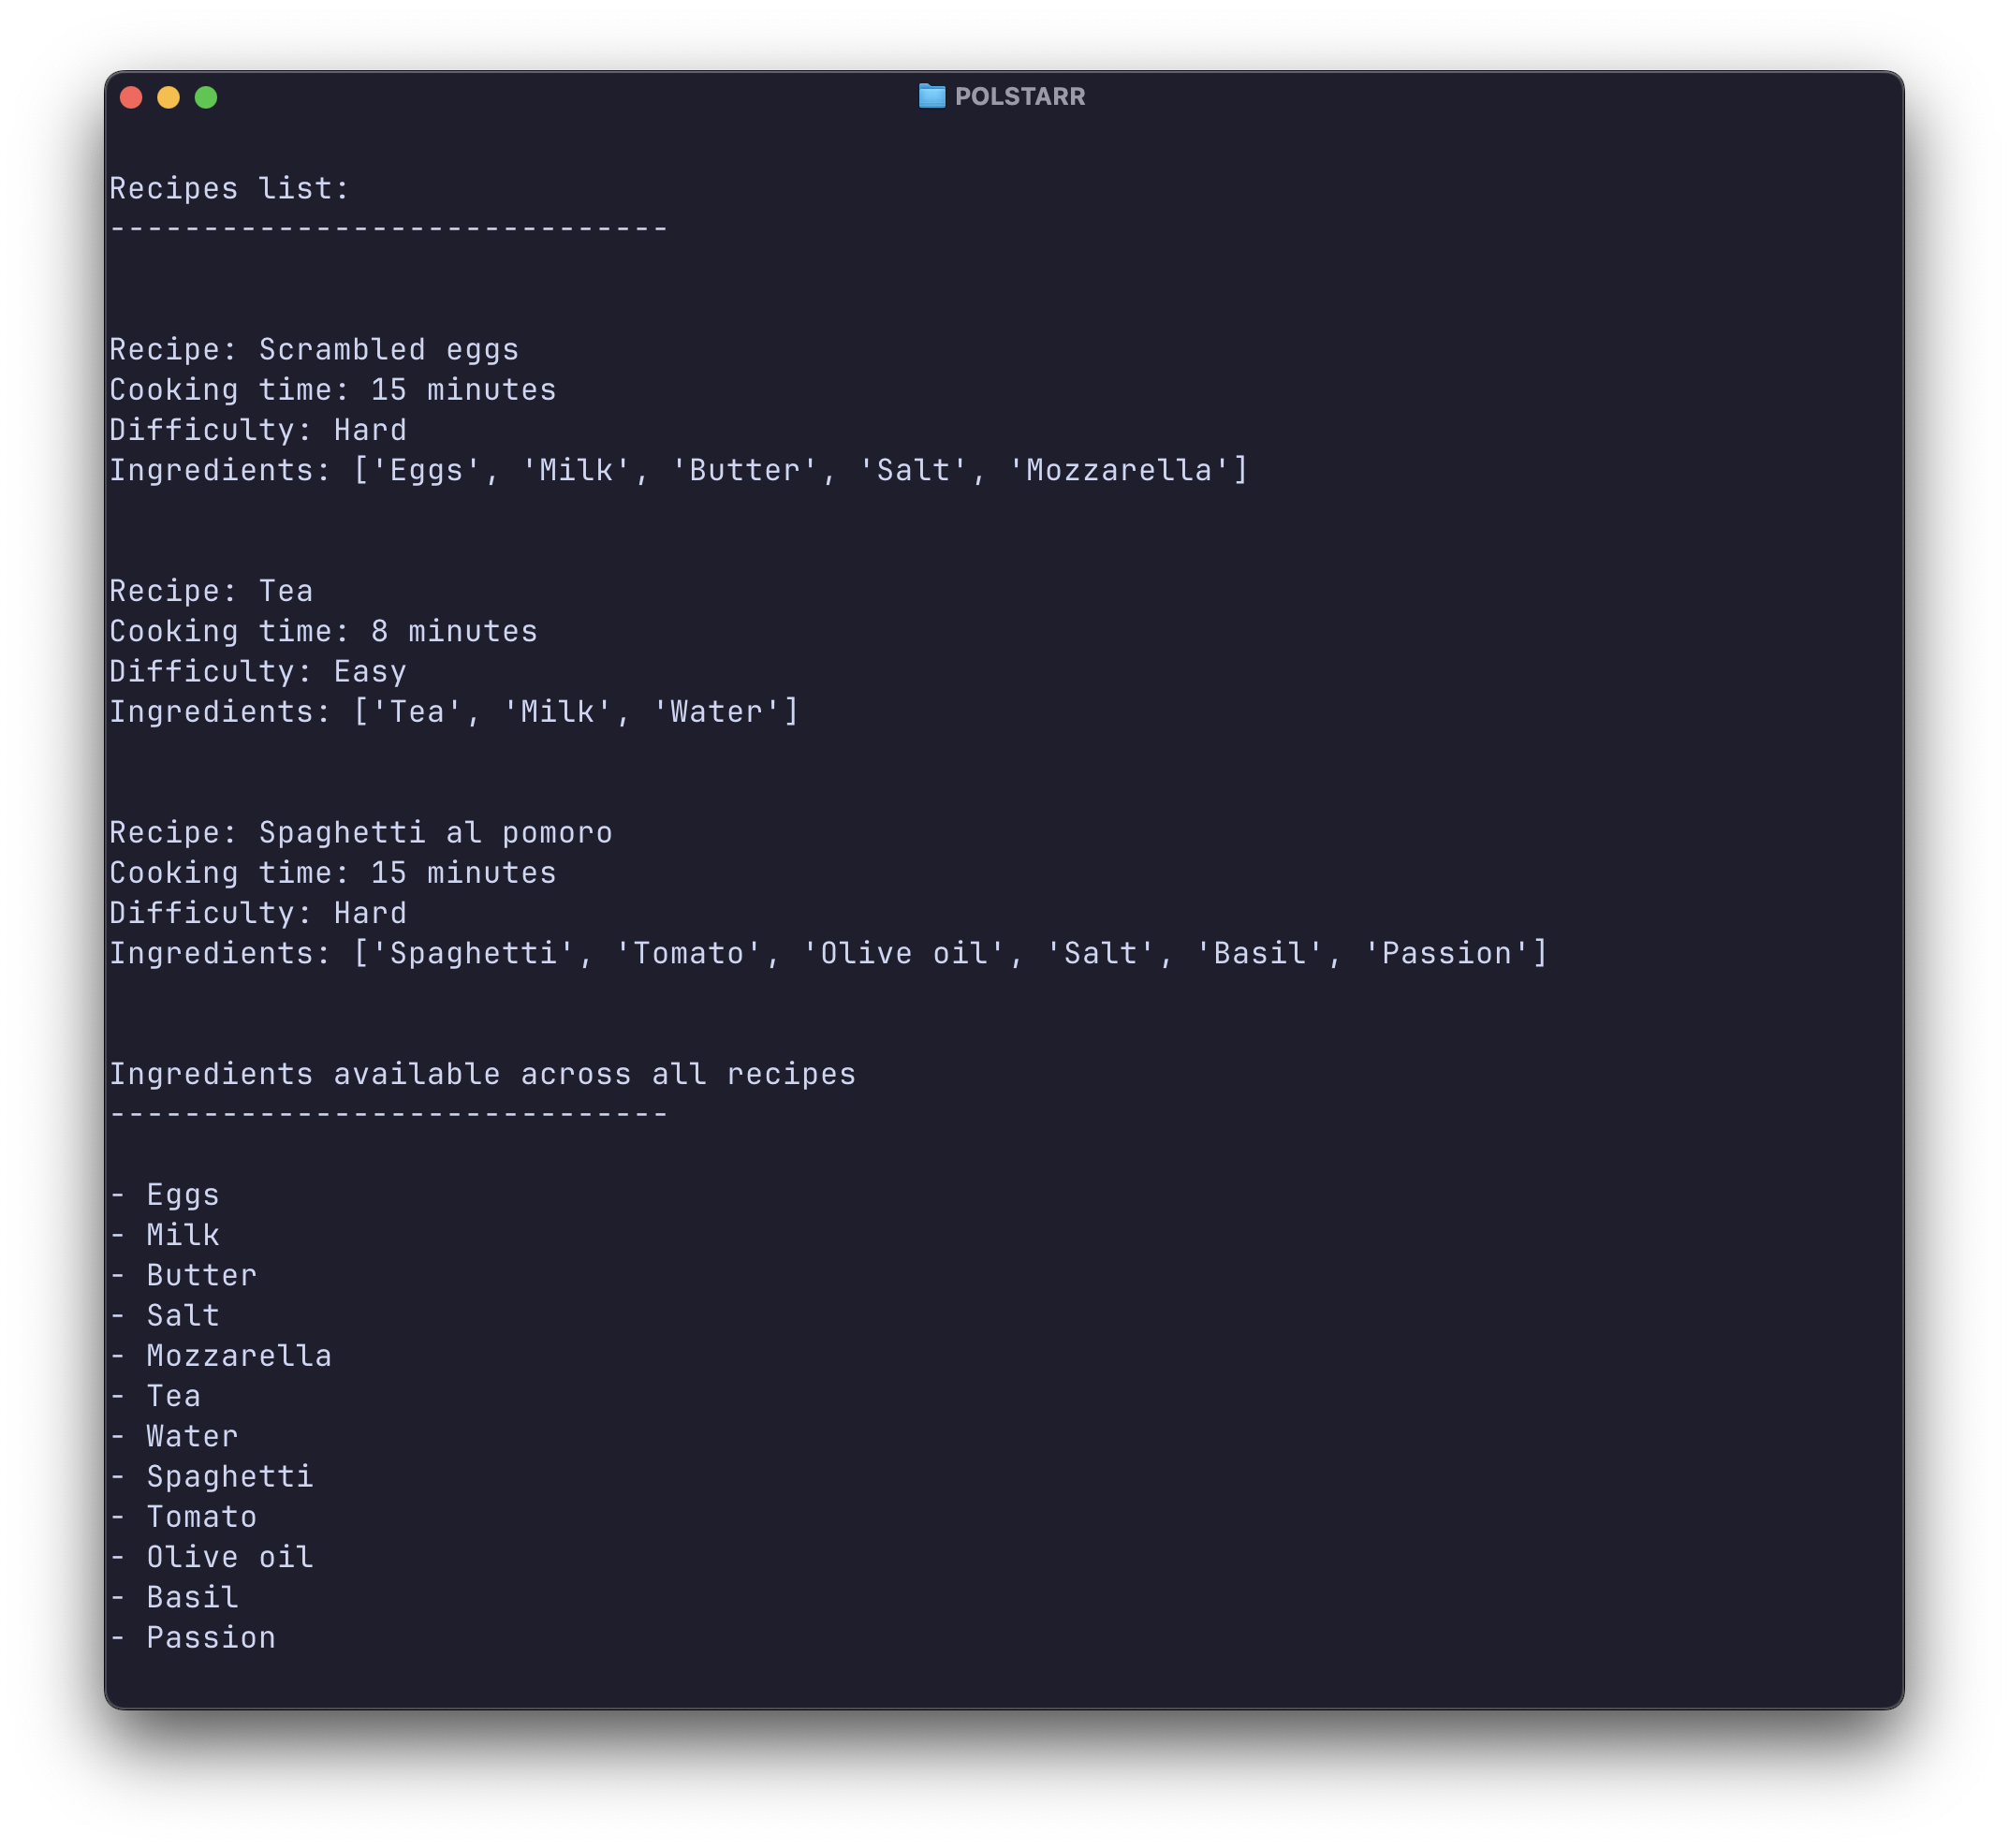 POLSTARR
Recipes list:
------------------------------
Recipe: Scrambled eggs
Cooking time: 15 minutes
Difficulty: Hard
Ingredients: ['Eggs', 'Milk', 'Butter', 'Salt', 'Mozzarella']
Recipe: Tea
Cooking time: 8 minutes
Difficulty: Easy
Ingredients: ['Tea', 'Milk', 'Water']
Recipe: Spaghetti al pomoro
Cooking time: 15 minutes
Difficulty: Hard
Ingredients: ['Spaghetti', 'Tomato', 'Olive oil', 'Salt', 'Basil', 'Passion']
Ingredients available across all recipes
------------------------------
- Eggs
- Milk
- Butter
- Salt
- Mozzarella
- Tea
- Water
- Spaghetti
- Tomato
- Olive oil
- Basil
- Passion